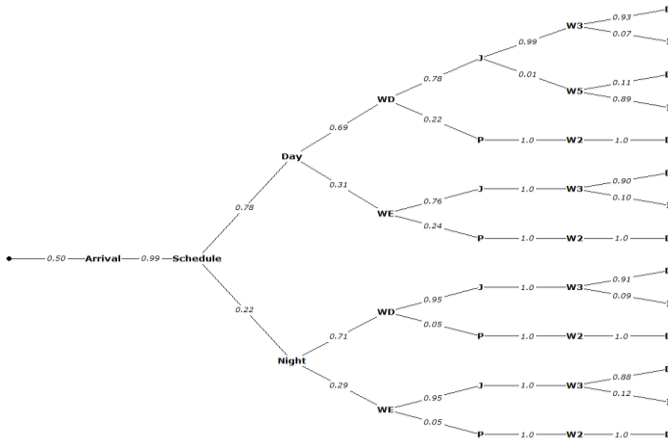 0.93
W3
0.99
0.07
J
0.78
0.01
0.11
WD
W5
0.89
0.69
0.22
P 1.0 W2 1.0
Day
0.31
0.90
0.78
0.76
J 1.0 W3
0.10
WE
0.24
P 1.0 W2 1.0
0.50 Arrival 0.99 Schedule
0.91
0.95
J 1.0 W3
0.09
0.22
WD
0.05
0.71
P 1.0 W2 1.0
Night
0.29
0.88
0.95
J 1.0 W3
0.12
WE
0.05
P 1.0 W2 1.0